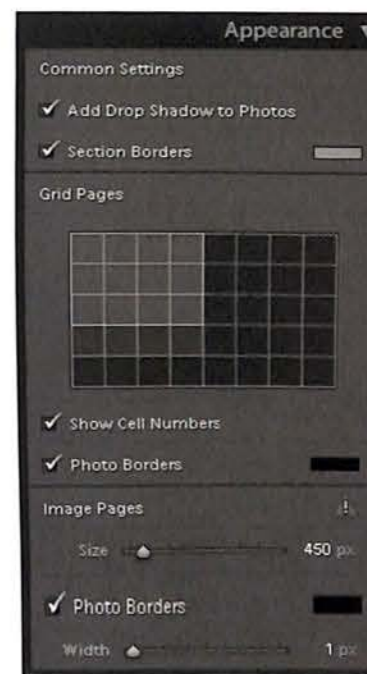 Appearance
Common Settings
Add Drop Shadow to Photos
Section Borders
Grid Pages
Show Cell Numbers
Photo Borders
Image Pages
Size 450 px
Photo Borders
Width 1 px